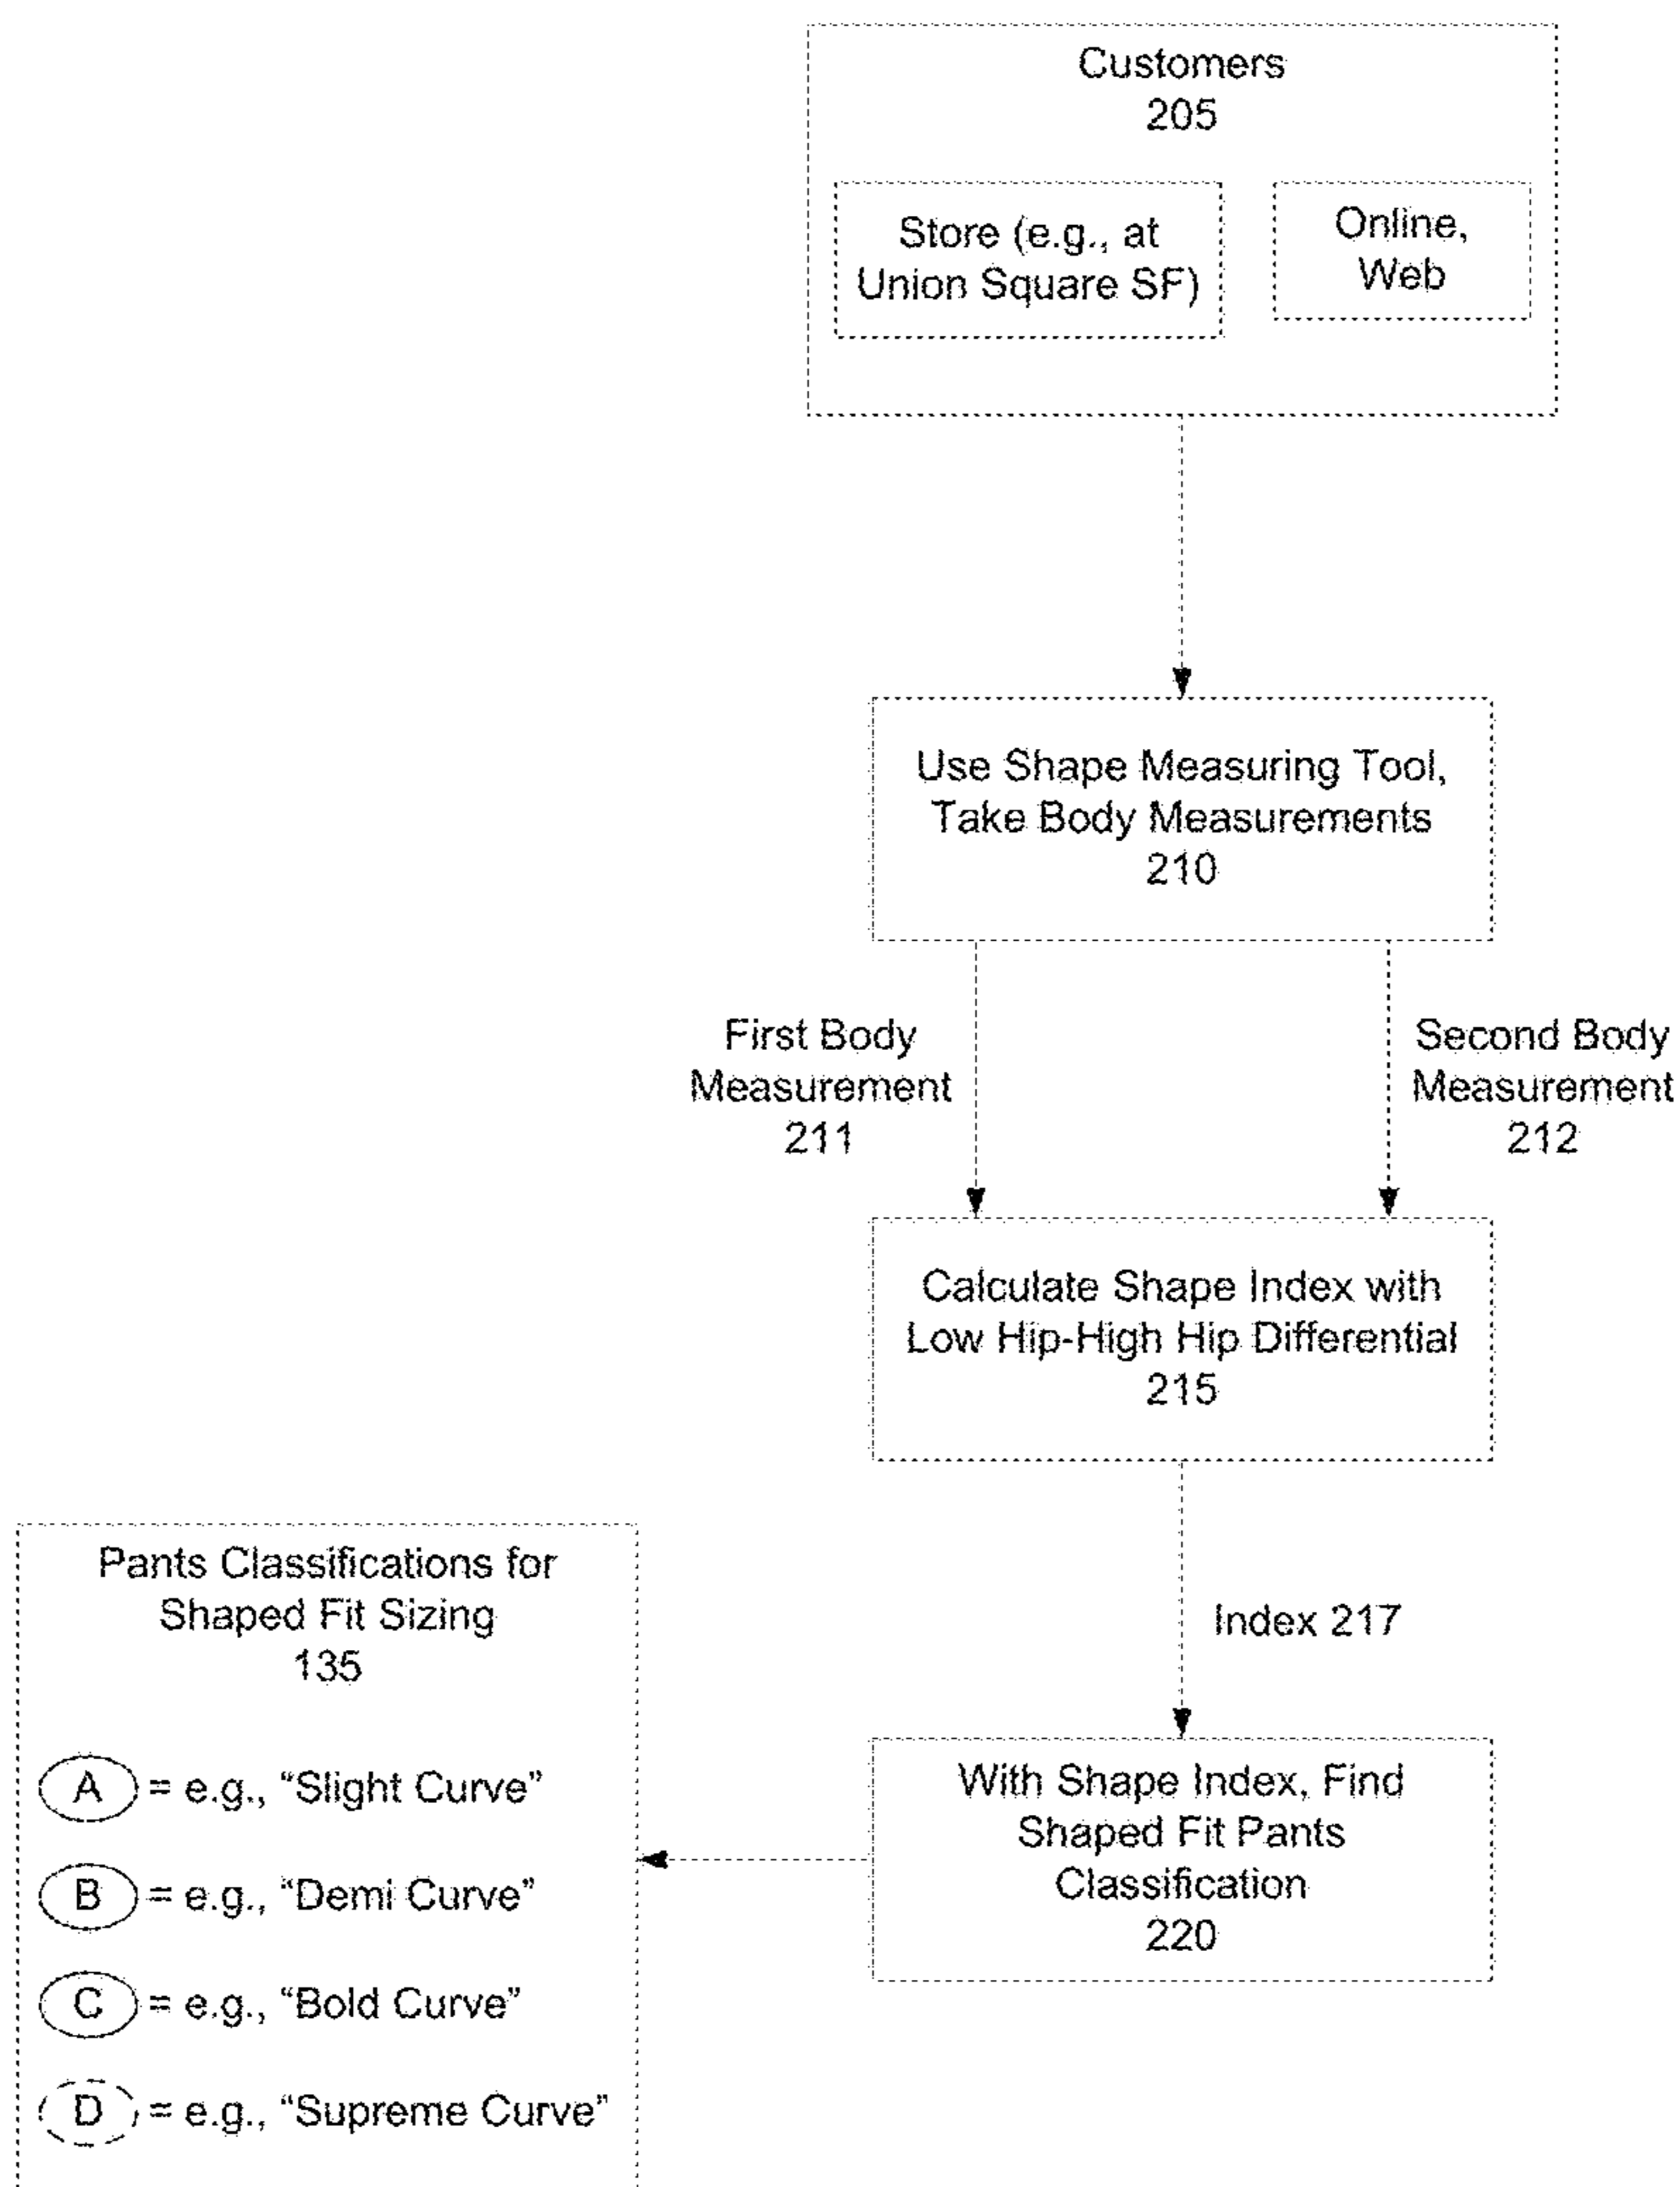 Customers
205
Store (e.g., at
Union Square SF)
Online,
Web
Use Shape Measuring Tool,
Take Body Measurements
210
First Body
Measurement
211
Second Body
Measurement
212
Calculate Shape Index with
Low Hip-High Hip Differential
215
Index 217
With Shape Index, Find
Shaped Fit Pants
Classification
220
Pants Classifications for
Shaped Fit Sizing
135
A = e.g., “Slight Curve”
B = e.g., “Demi Curve”
C = e.g., “Bold Curve”
D = e.g., “Supreme Curve”